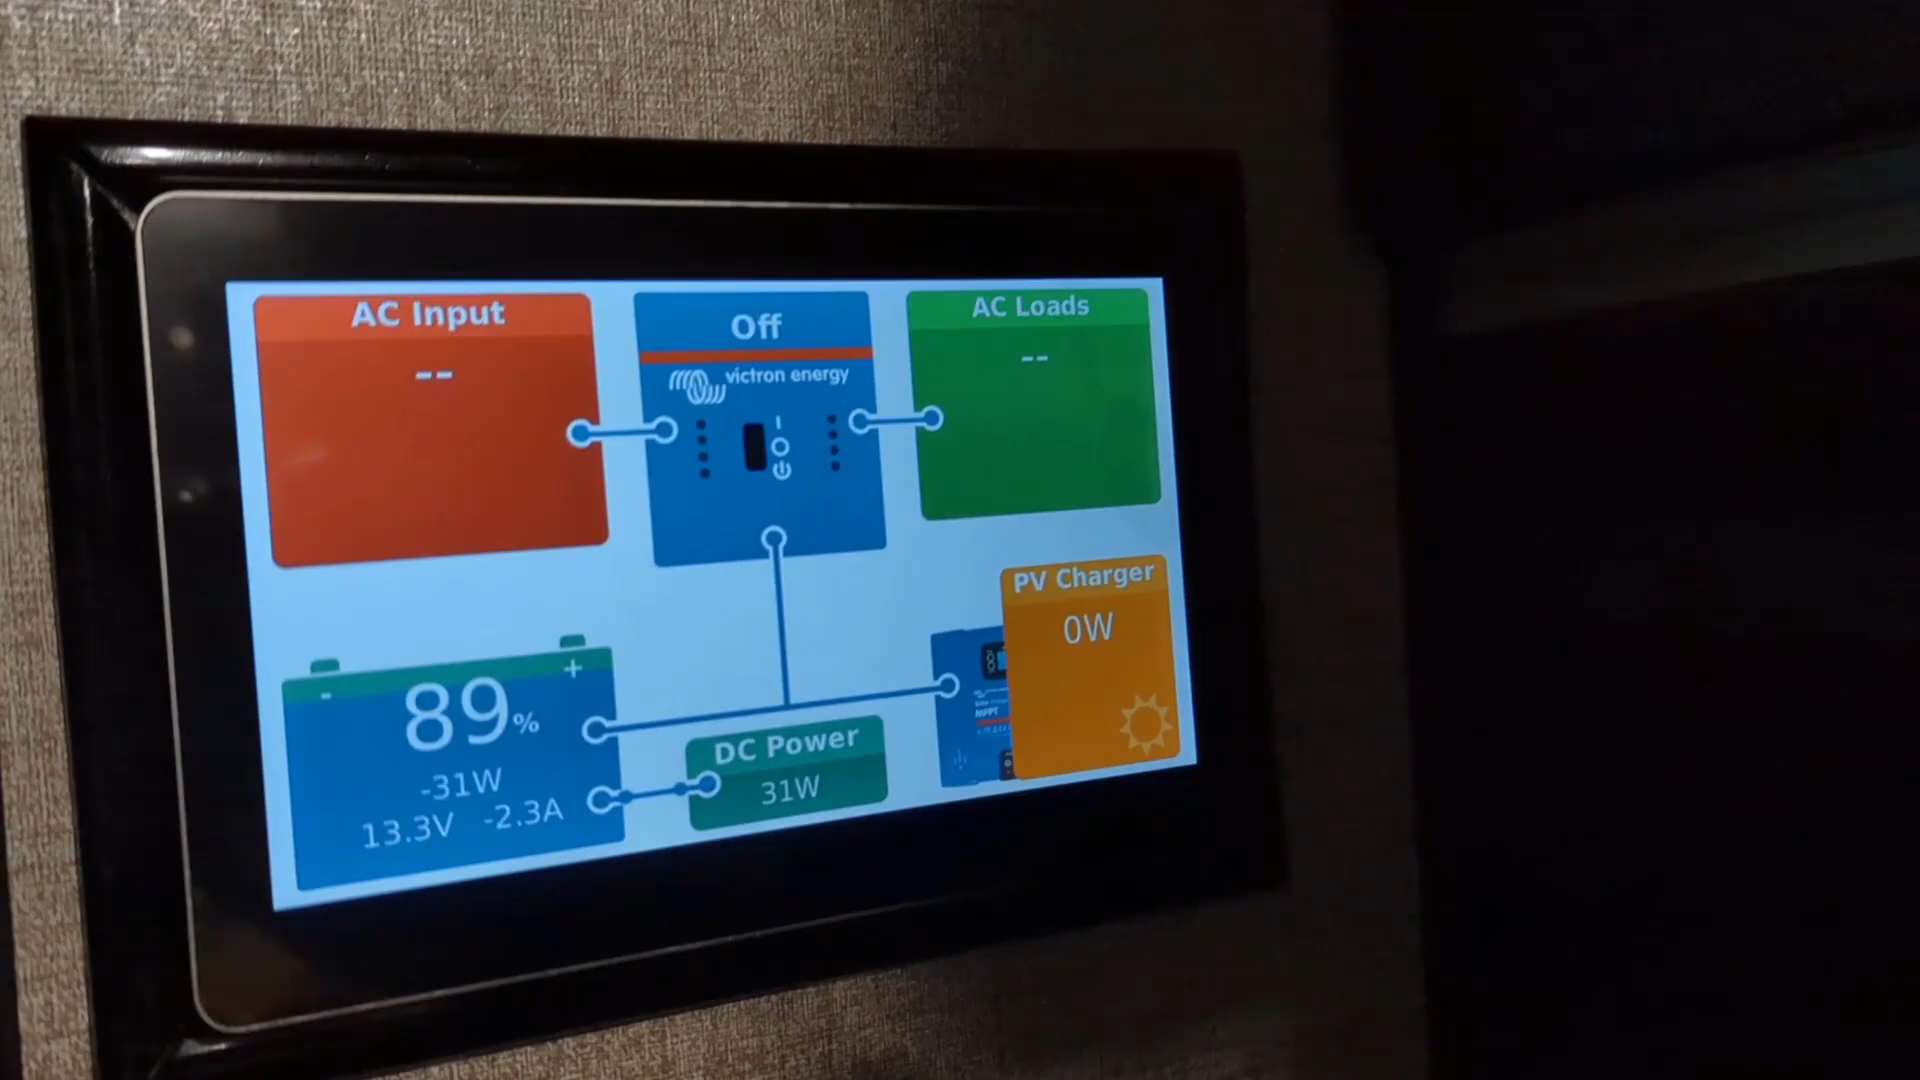 AC Input
--
Off
victron energy
AC Loads
--
PV Charger
0W
MPPT
- +
89%
-31W
13.3V -2.3A
DC Power
31W